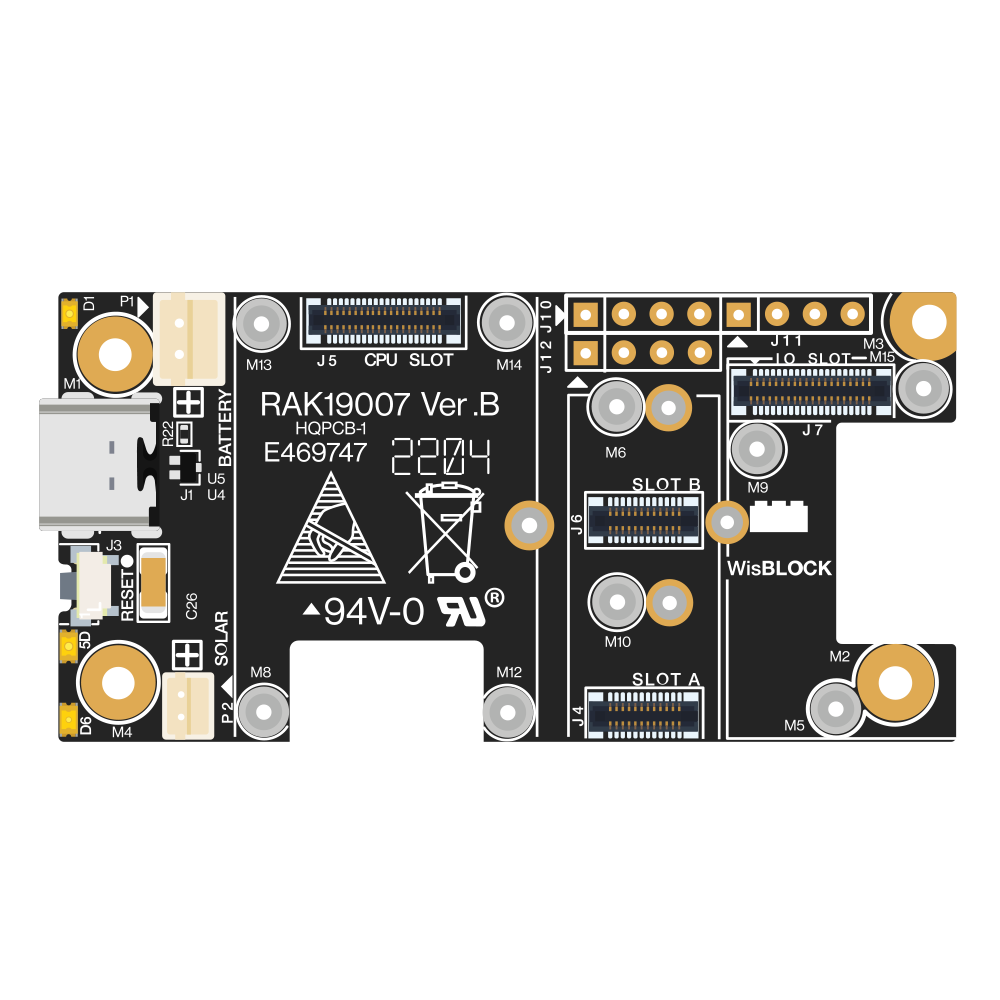 D1
P1
M1
BATTERY
R22
J1
U5
U4
J3
RESET
C26
5D
D6
M4
SOLAR
P2
M13
J5
CPU SLOT
M14
RAK19007 Ver.B
HQPCB-1
E469747
2204
94V-0
®
M8
M12
J10
J12
J11
M3
IO SLOT
M15
J7
M6
M9
SLOT B
J6
WisBLOCK
M10
SLOT A
J4
M2
M5